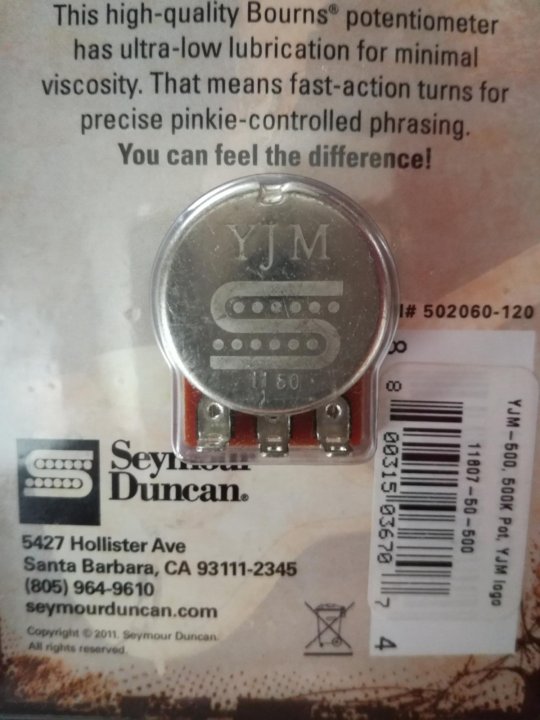 This high-quality Bourns® potentiometer
has ultra-low lubrication for minimal
viscosity. That means fast-action turns for
precise pinkie-controlled phrasing.
You can feel the difference!
YJM
S
1160
# 502060-120
Seymour
Duncan®
5427 Hollister Ave
Santa Barbara, CA 93111-2345
(805) 964-9610
seymourduncan.com
Copyright © 2011. Seymour Duncan.
All rights reserved.
YJM-500, 500K Pot, YJM logo
11807-50-500
8
00315 03670
7
4